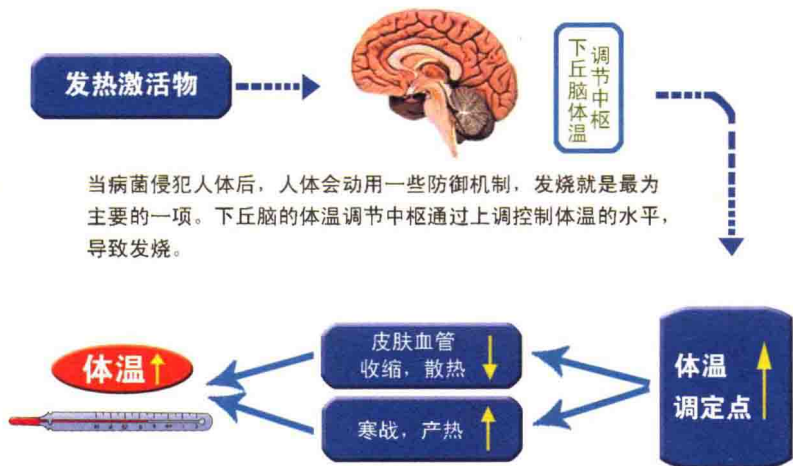 发热激活物
下丘脑体温
调节中枢
当病菌侵犯人体后，人体会动用一些防御机制，发烧就是最为
主要的一项。下丘脑的体温调节中枢通过上调控制体温的水平，
导致发烧。
体温
调定点
皮肤血管
收缩，散热
寒战，产热
体温